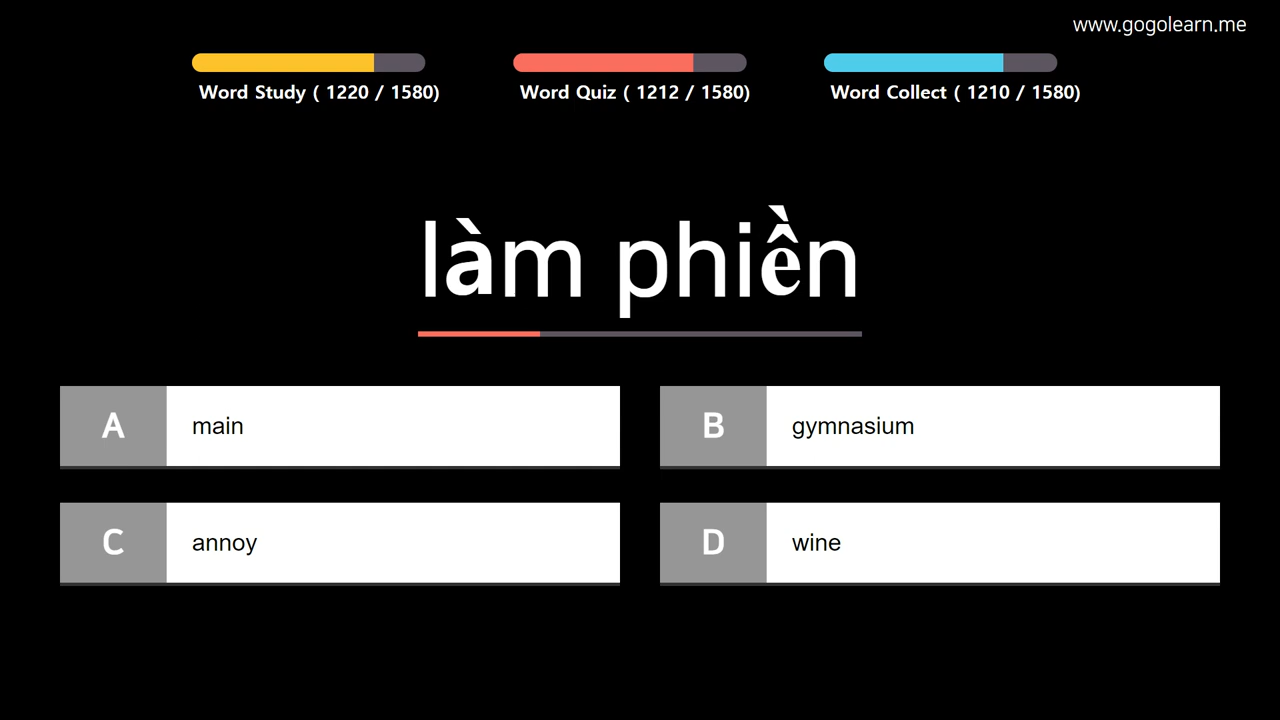 www.gogolearn.me
Word Study ( 1220 / 1580)
Word Quiz ( 1212 / 1580)
Word Collect ( 1210 / 1580)
làm phiền
A main
B gymnasium
C annoy
D wine